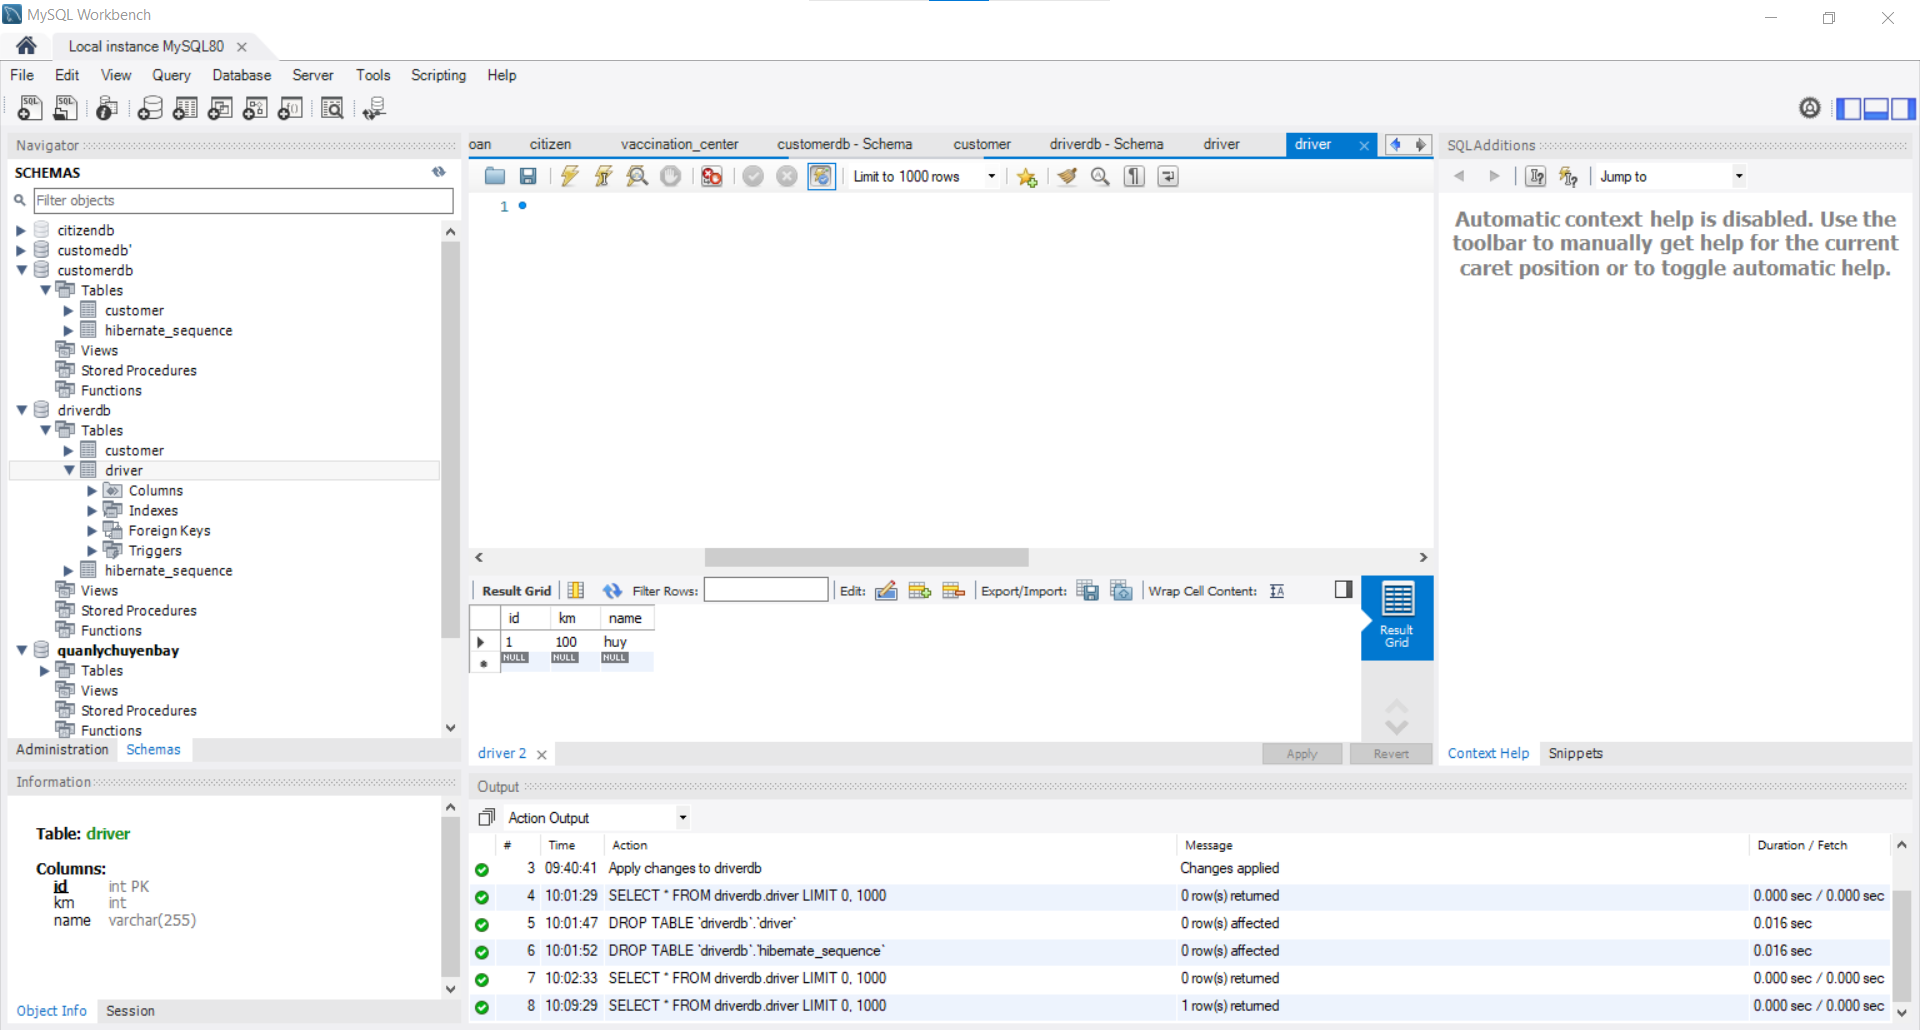 MySQL Workbench
Local instance MySQL80
File Edit View Query Database Server Tools Scripting Help
Navigator
SCHEMAS
Filter objects
citizendb
customedb'
customerdb
Tables
customer
hibernate_sequence
Views
Stored Procedures
Functions
driverdb
Tables
customer
driver
Columns
Indexes
Foreign Keys
Triggers
hibernate_sequence
Views
Stored Procedures
Functions
quanlychuyenbay
Tables
Views
Stored Procedures
Functions
Administration Schemas
Information
Table: driver
Columns:
id int PK
km int
name varchar(255)
Object Info Session
oan citizen vaccination_center customerdb - Schema customer driverdb - Schema driver driver
Limit to 1000 rows
1
Result Grid Filter Rows: Edit: Export/Import: Wrap Cell Content:
id km name
1 100 huy
NULL NULL NULL
Result
Grid
driver 2 Apply Revert
SQLAdditions
Jump to
Automatic context help is disabled. Use the
toolbar to manually get help for the current
caret position or to toggle automatic help.
Context Help Snippets
Output
Action Output
# Time Action Message Duration / Fetch
3 09:40:41 Apply changes to driverdb Changes applied
4 10:01:29 SELECT * FROM driverdb.driver LIMIT 0, 1000 0 row(s) returned 0.000 sec / 0.000 sec
5 10:01:47 DROP TABLE `driverdb`.`driver` 0 row(s) affected 0.016 sec
6 10:01:52 DROP TABLE `driverdb`.`hibernate_sequence` 0 row(s) affected 0.016 sec
7 10:02:33 SELECT * FROM driverdb.driver LIMIT 0, 1000 0 row(s) returned 0.000 sec / 0.000 sec
8 10:09:29 SELECT * FROM driverdb.driver LIMIT 0, 1000 1 row(s) returned 0.000 sec / 0.000 sec